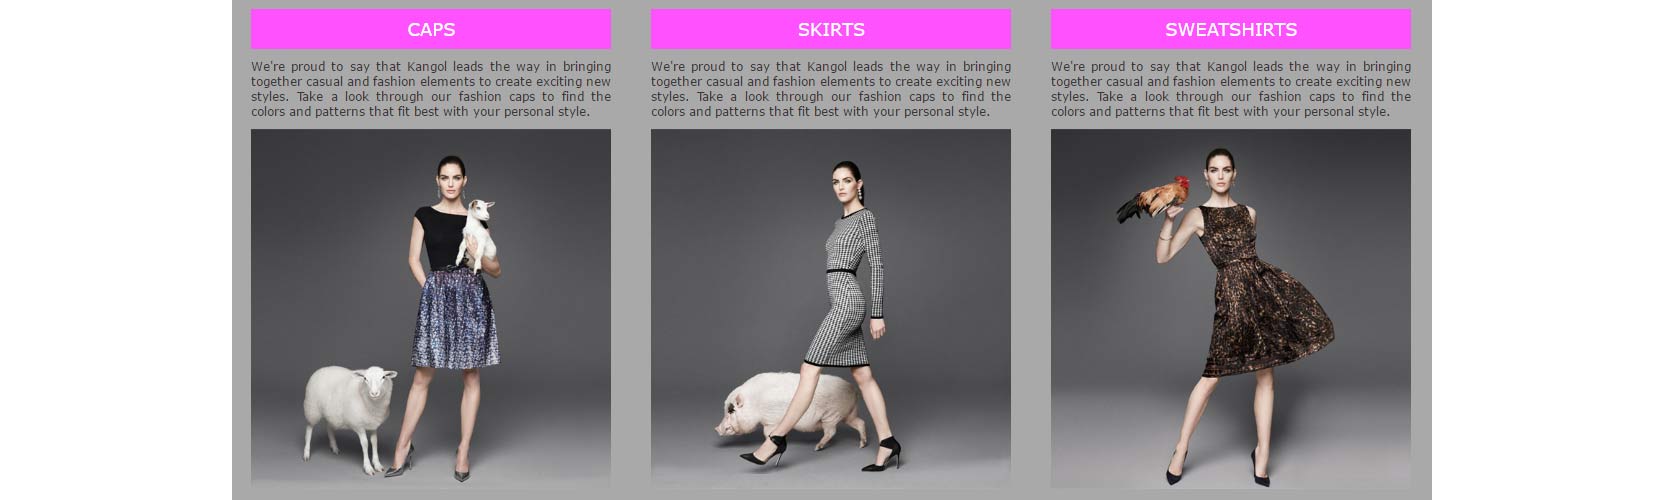 CAPS
We're proud to say that Kangol leads the way in bringing
together casual and fashion elements to create exciting new
styles. Take a look through our fashion caps to find the
colors and patterns that fit best with your personal style.
SKIRTS
We're proud to say that Kangol leads the way in bringing
together casual and fashion elements to create exciting new
styles. Take a look through our fashion caps to find the
colors and patterns that fit best with your personal style.
SWEATSHIRTS
We're proud to say that Kangol leads the way in bringing
together casual and fashion elements to create exciting new
styles. Take a look through our fashion caps to find the
colors and patterns that fit best with your personal style.